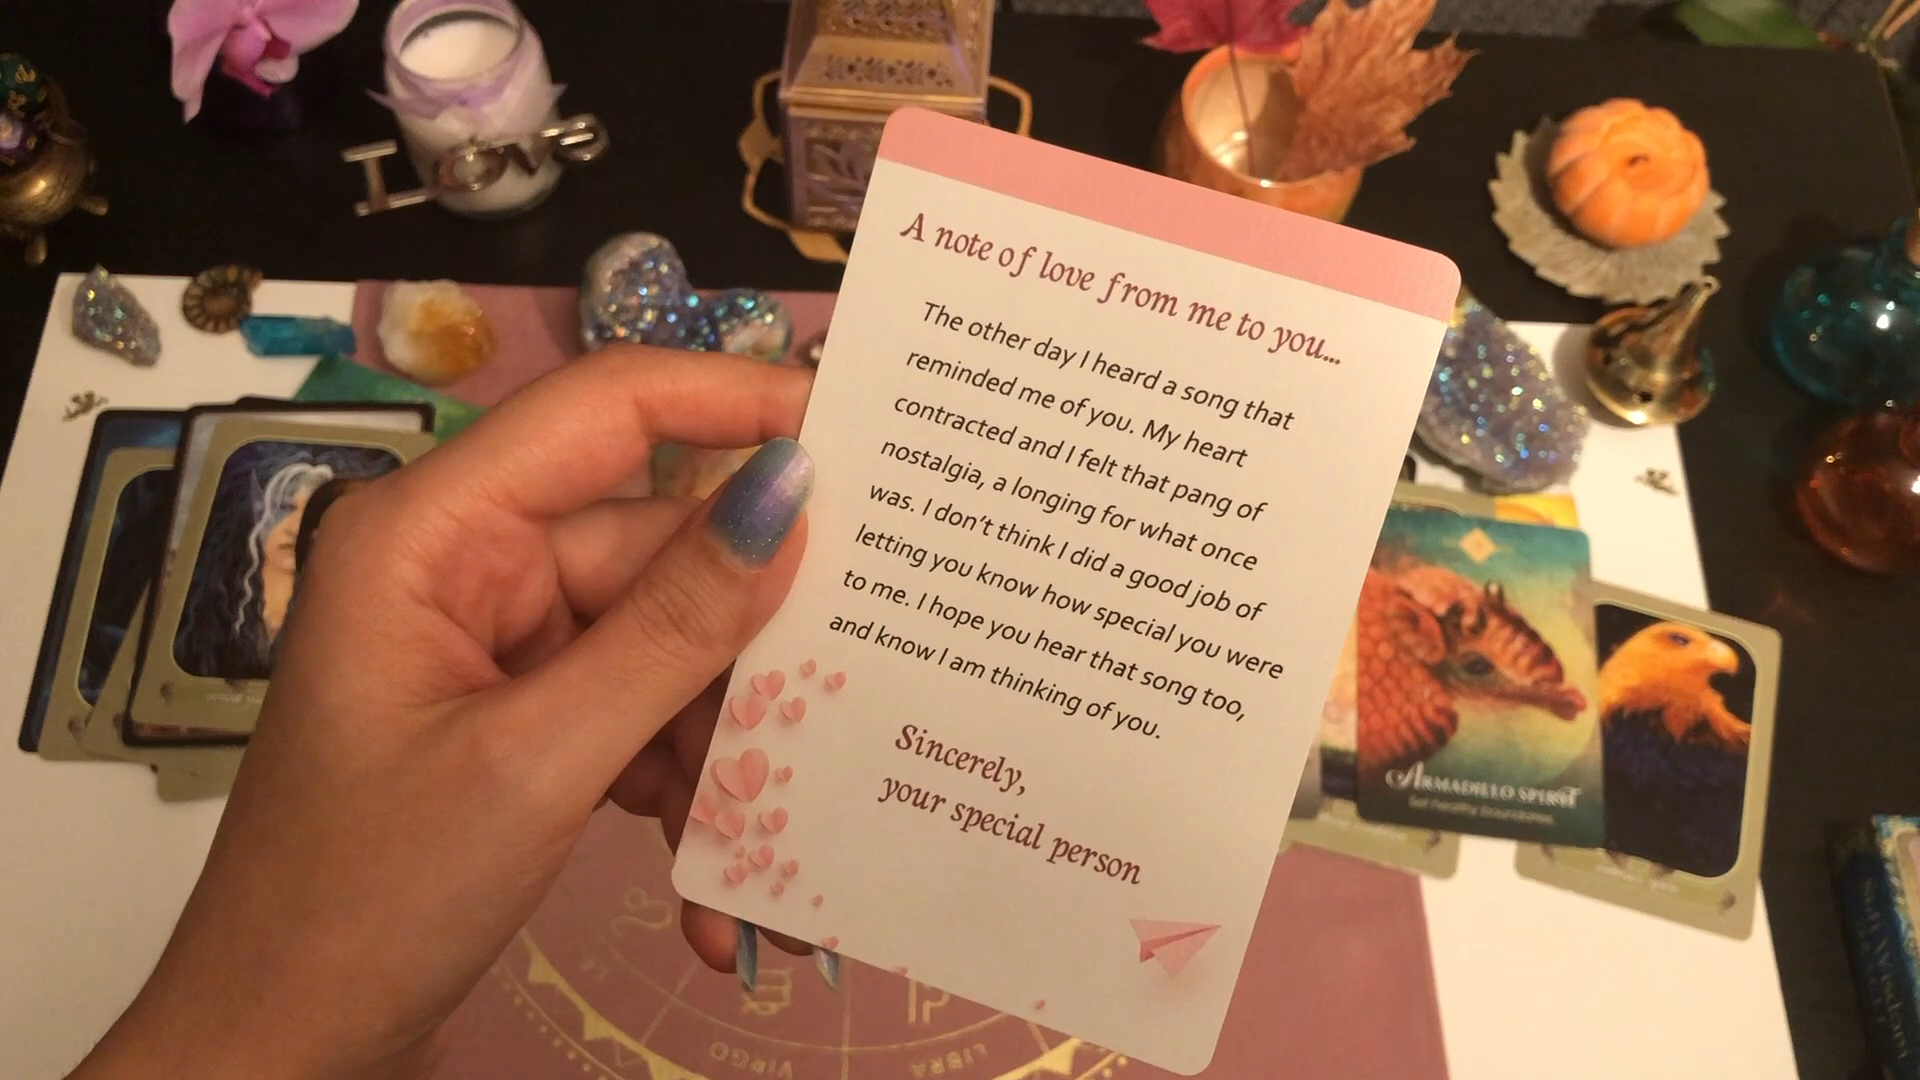 LOVE
A note of love from me to you...
The other day I heard a song that
reminded me of you. My heart
contracted and I felt that pang of
nostalgia, a longing for what once
was. I don't think I did a good job of
letting you know how special you were
to me. I hope you hear that song too,
and know I am thinking of you.
Sincerely,
your special person
ARMADILLO SPIRIT
Set healthy boundaries.
VIRGO
LIBRA